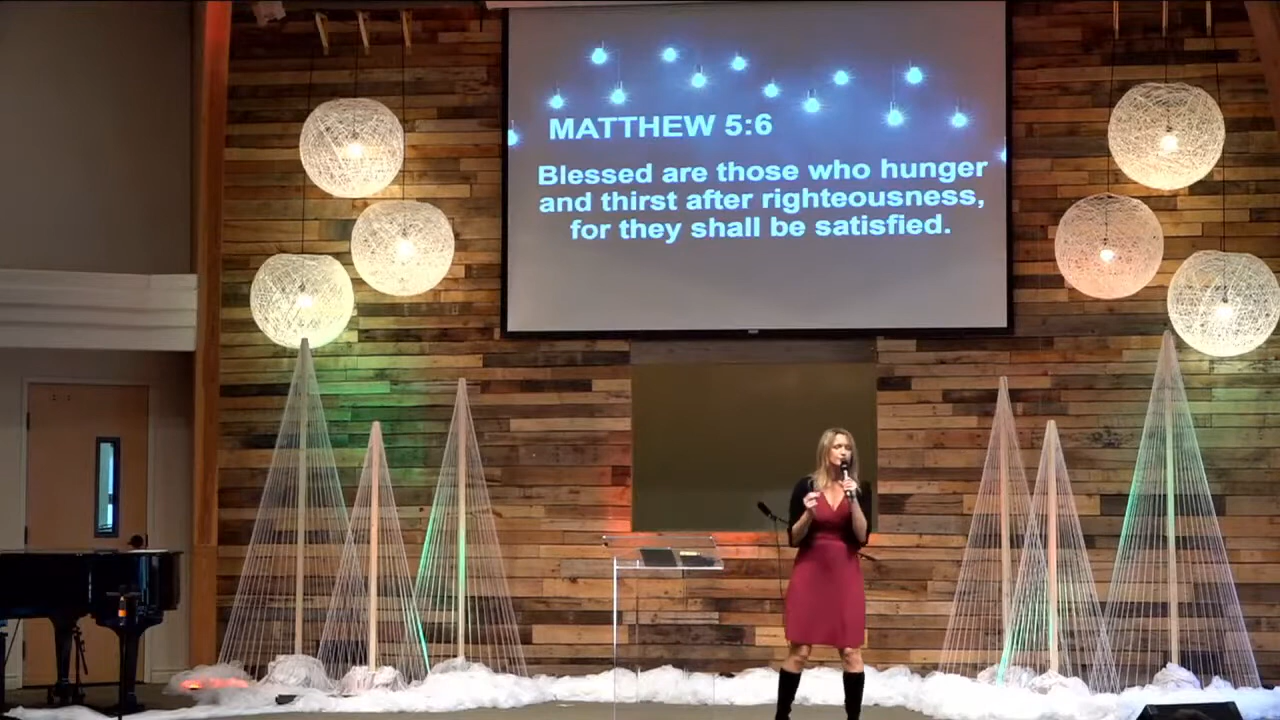 MATTHEW 5:6
Blessed are those who hunger
and thirst after righteousness,
for they shall be satisfied.